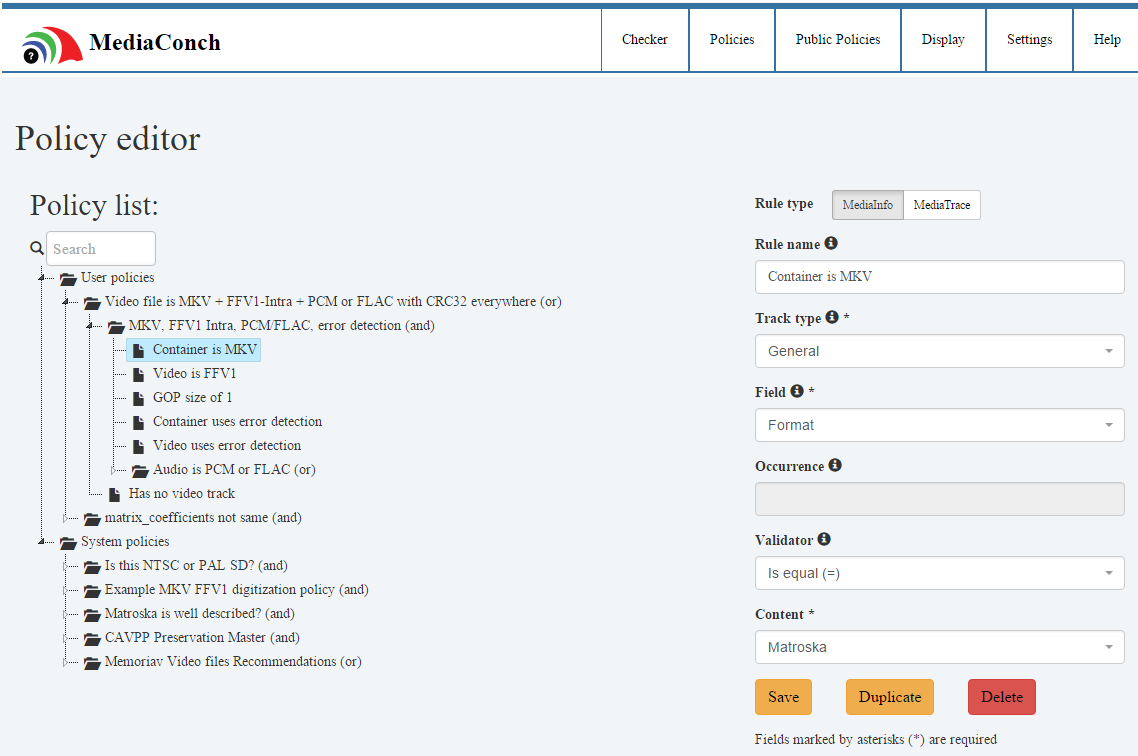 MediaConch
Checker
Policies
Public Policies
Display
Settings
Help
Policy editor
Policy list:
Search
User policies
Video file is MKV + FFV1-Intra + PCM or FLAC with CRC32 everywhere (or)
MKV, FFV1 Intra, PCM/FLAC, error detection (and)
Container is MKV
Video is FFV1
GOP size of 1
Container uses error detection
Video uses error detection
Audio is PCM or FLAC (or)
Has no video track
matrix_coefficients not same (and)
System policies
Is this NTSC or PAL SD? (and)
Example MKV FFV1 digitization policy (and)
Matroska is well described? (and)
CAVPP Preservation Master (and)
Memoriav Video files Recommendations (or)
Rule type
MediaInfo
MediaTrace
Rule name
Container is MKV
Track type *
General
Field *
Format
Occurrence
Validator
Is equal (=)
Content *
Matroska
Save
Duplicate
Delete
Fields marked by asterisks (*) are required